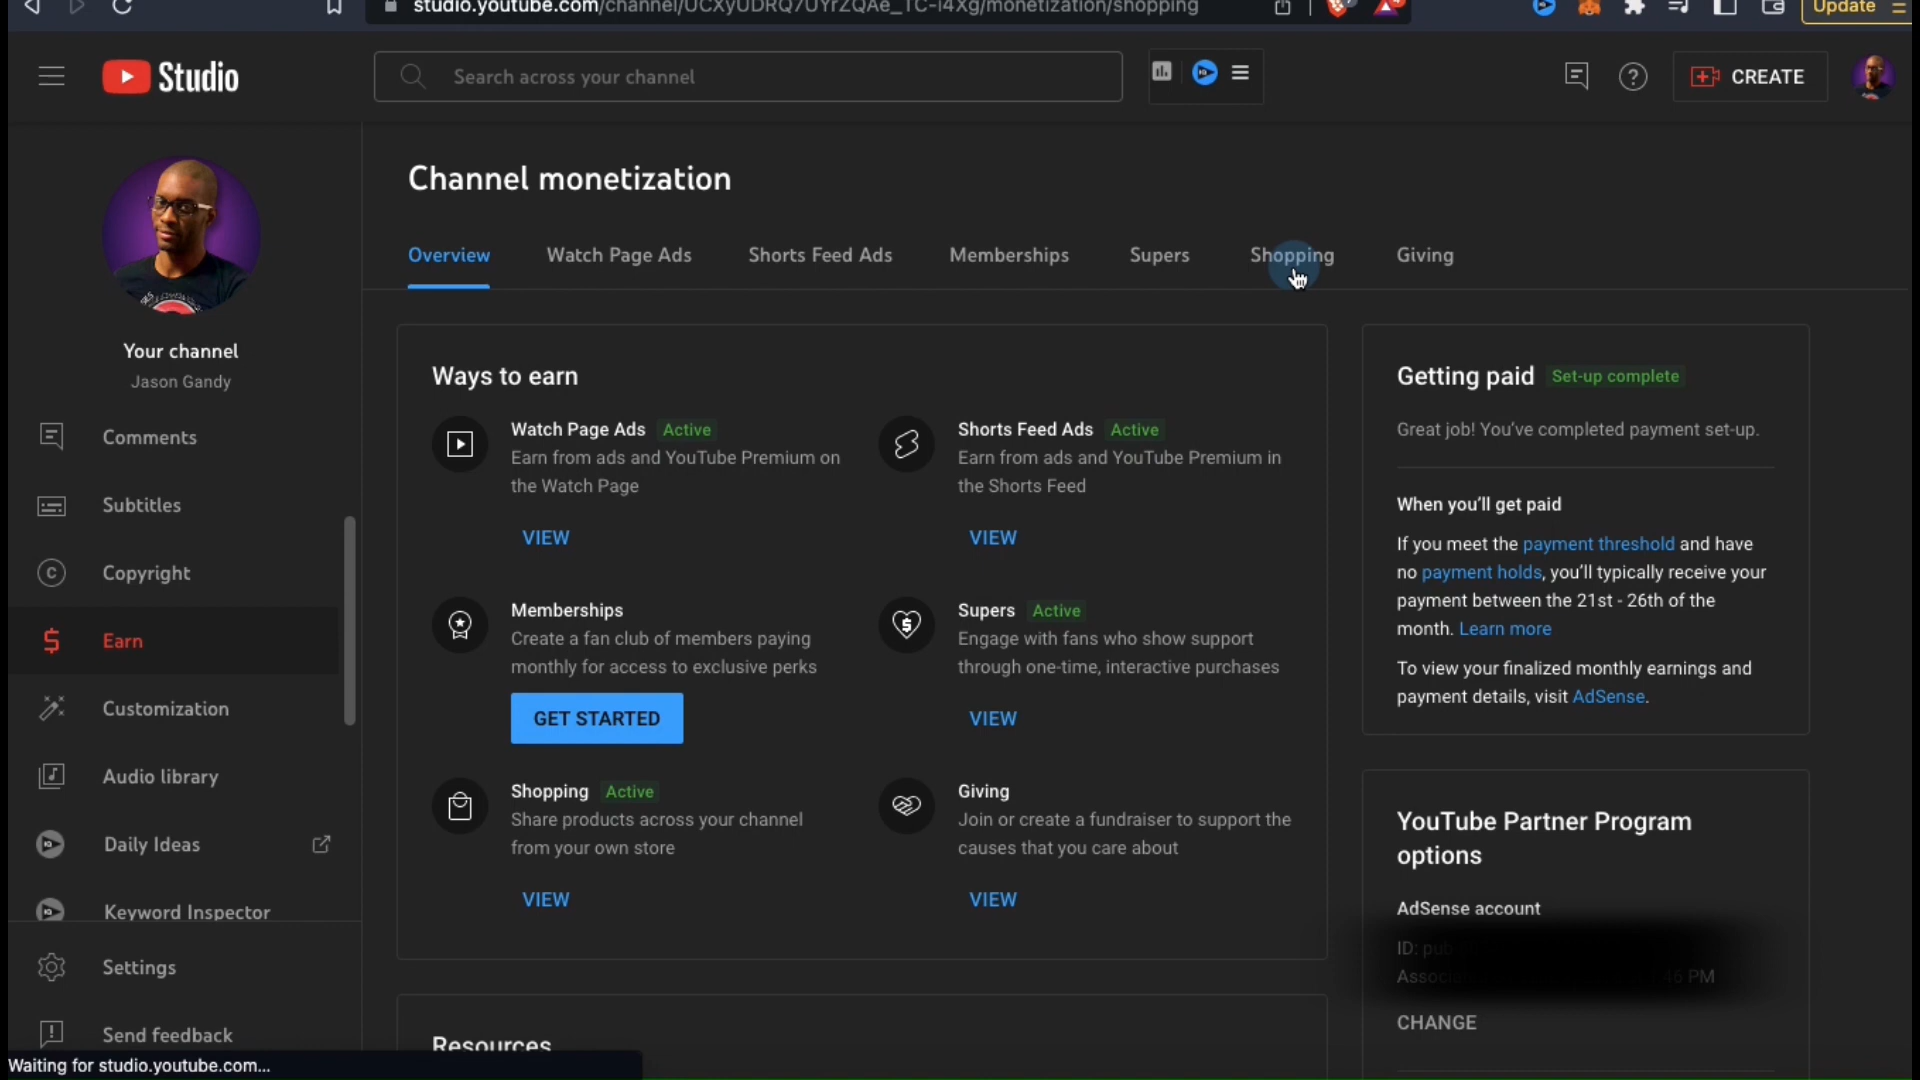 studio.youtube.com/channel/UCXyUDRQ7UYrZQAe_TC-i4Xg/monetization/shopping
Update
Studio
Search across your channel
CREATE
Your channel
Jason Gandy
Comments
Subtitles
Copyright
Earn
Customization
Audio library
Daily Ideas
Keyword Inspector
Settings
Send feedback
Waiting for studio.youtube.com...
Channel monetization
Overview
Watch Page Ads
Shorts Feed Ads
Memberships
Supers
Shopping
Giving
Ways to earn
Watch Page Ads Active
Earn from ads and YouTube Premium on
the Watch Page
VIEW
Shorts Feed Ads Active
Earn from ads and YouTube Premium in
the Shorts Feed
VIEW
Memberships
Create a fan club of members paying
monthly for access to exclusive perks
GET STARTED
Supers Active
Engage with fans who show support
through one-time, interactive purchases
VIEW
Shopping Active
Share products across your channel
from your own store
VIEW
Giving
Join or create a fundraiser to support the
causes that you care about
VIEW
Resources
Getting paid Set-up complete
Great job! You've completed payment set-up.
When you'll get paid
If you meet the payment threshold and have
no payment holds, you'll typically receive your
payment between the 21st - 26th of the
month. Learn more
To view your finalized monthly earnings and
payment details, visit AdSense.
YouTube Partner Program
options
AdSense account
ID: pub
PM
CHANGE